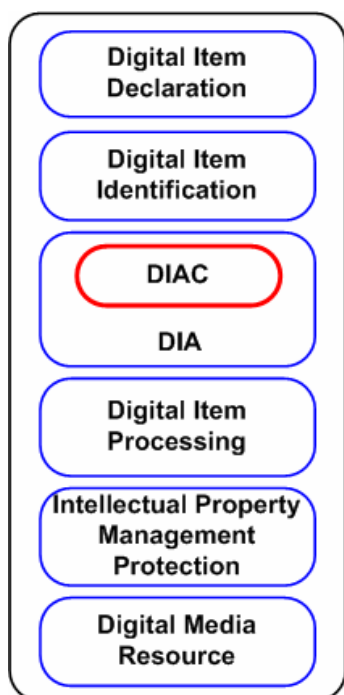 Digital Item
Declaration
Digital Item
Identification
DIAC
DIA
Digital Item
Processing
Intellectual Property
Management
Protection
Digital Media
Resource